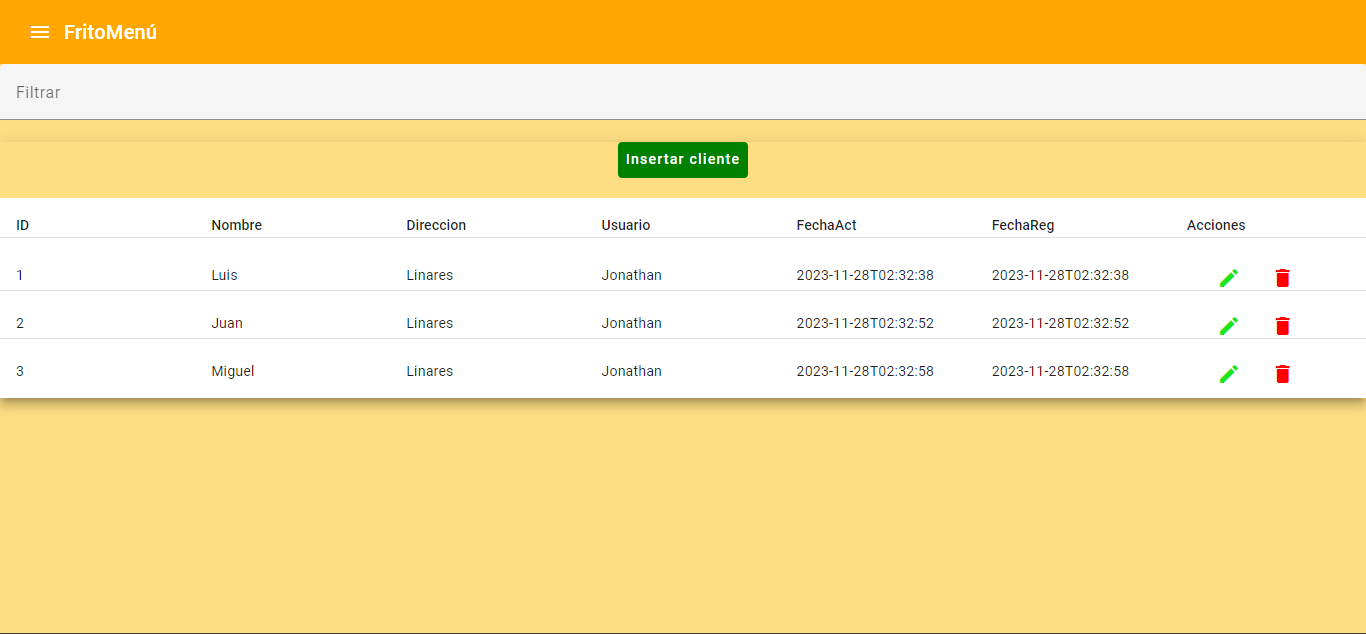 FritoMenú
Filtrar
Insertar cliente
ID Nombre Direccion Usuario FechaAct FechaReg Acciones
1 Luis Linares Jonathan 2023-11-28T02:32:38 2023-11-28T02:32:38
2 Juan Linares Jonathan 2023-11-28T02:32:52 2023-11-28T02:32:52
3 Miguel Linares Jonathan 2023-11-28T02:32:58 2023-11-28T02:32:58